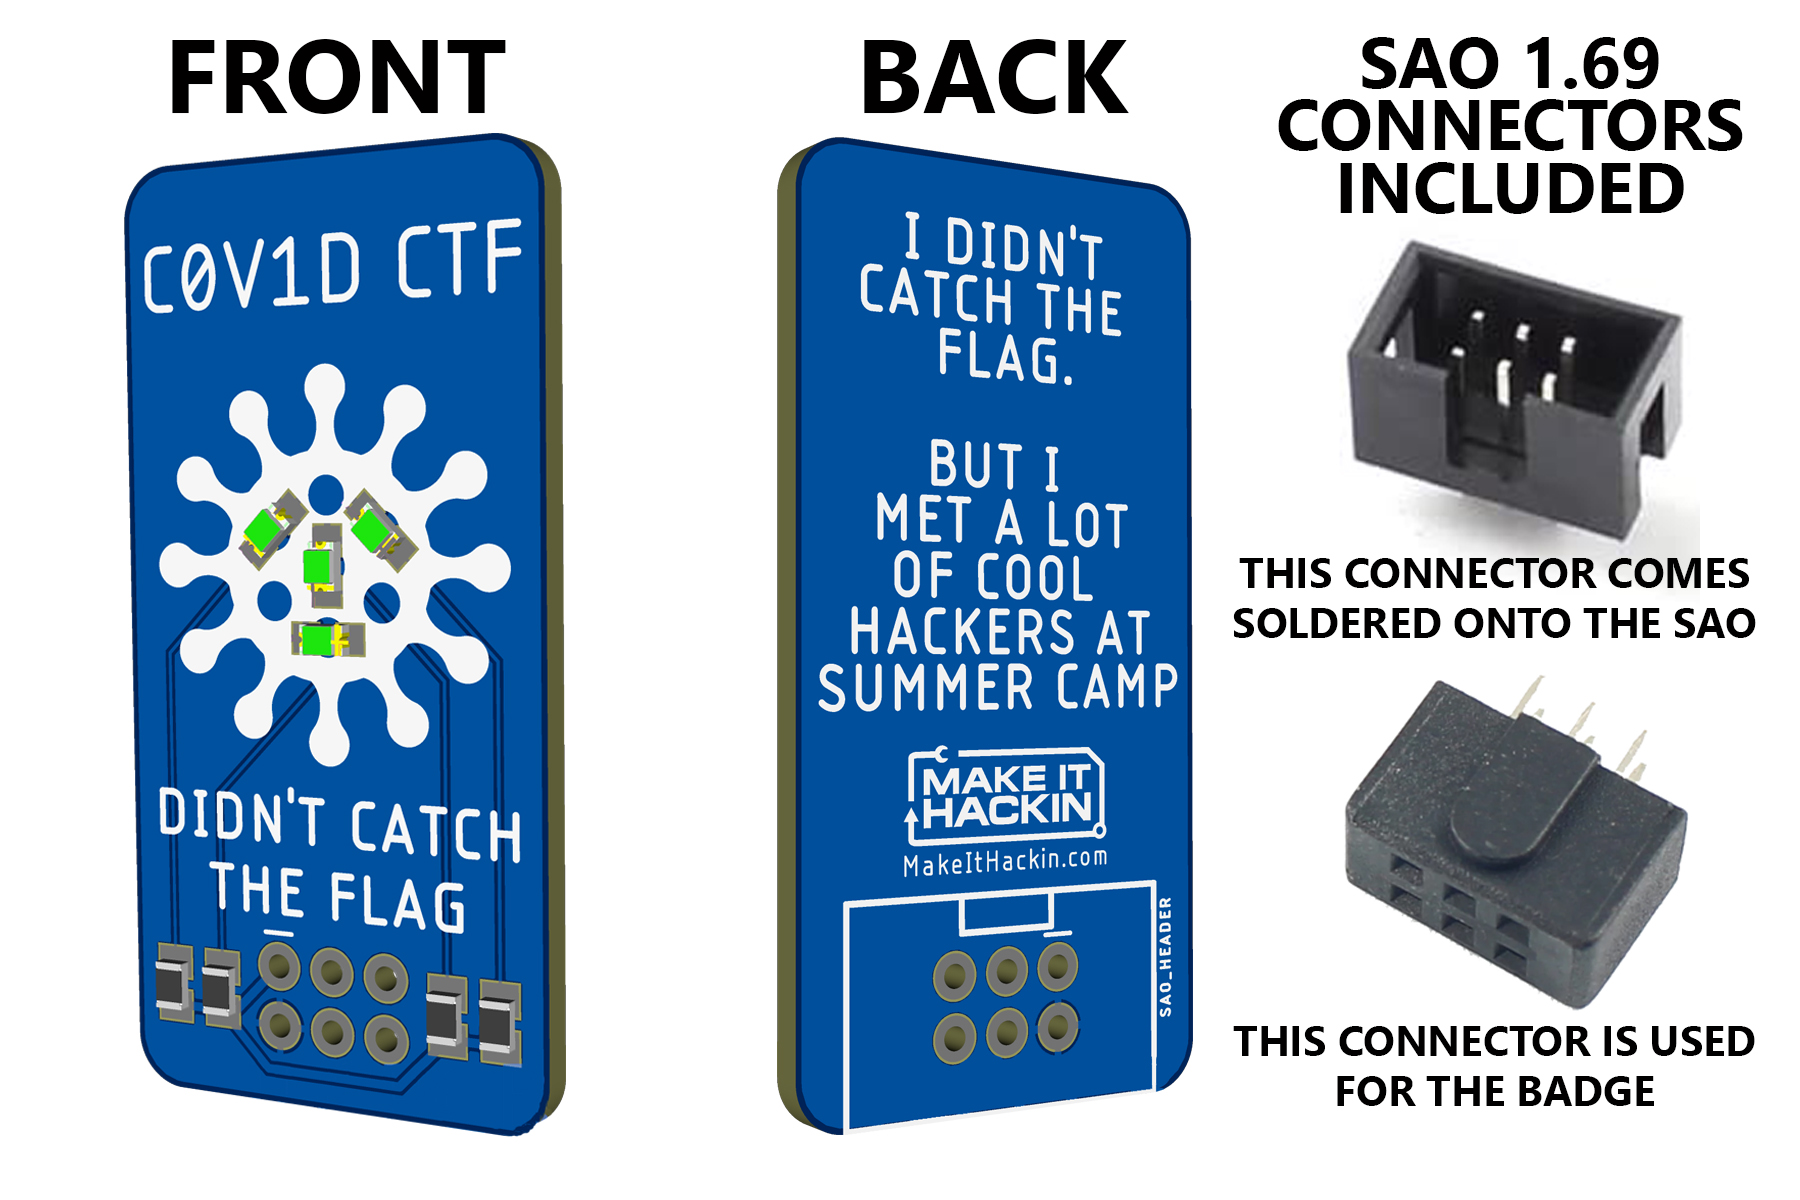 FRONT
C0V1D CTF
DIDN'T CATCH
THE FLAG
BACK
I DIDN'T
CATCH THE
FLAG.
BUT I
MET A LOT
OF COOL
HACKERS AT
SUMMER CAMP
MAKE IT
HACKIN
MakeItHackin.com
SAO_HEADER
SAO 1.69
CONNECTORS
INCLUDED
THIS CONNECTOR COMES
SOLDERED ONTO THE SAO
THIS CONNECTOR IS USED
FOR THE BADGE